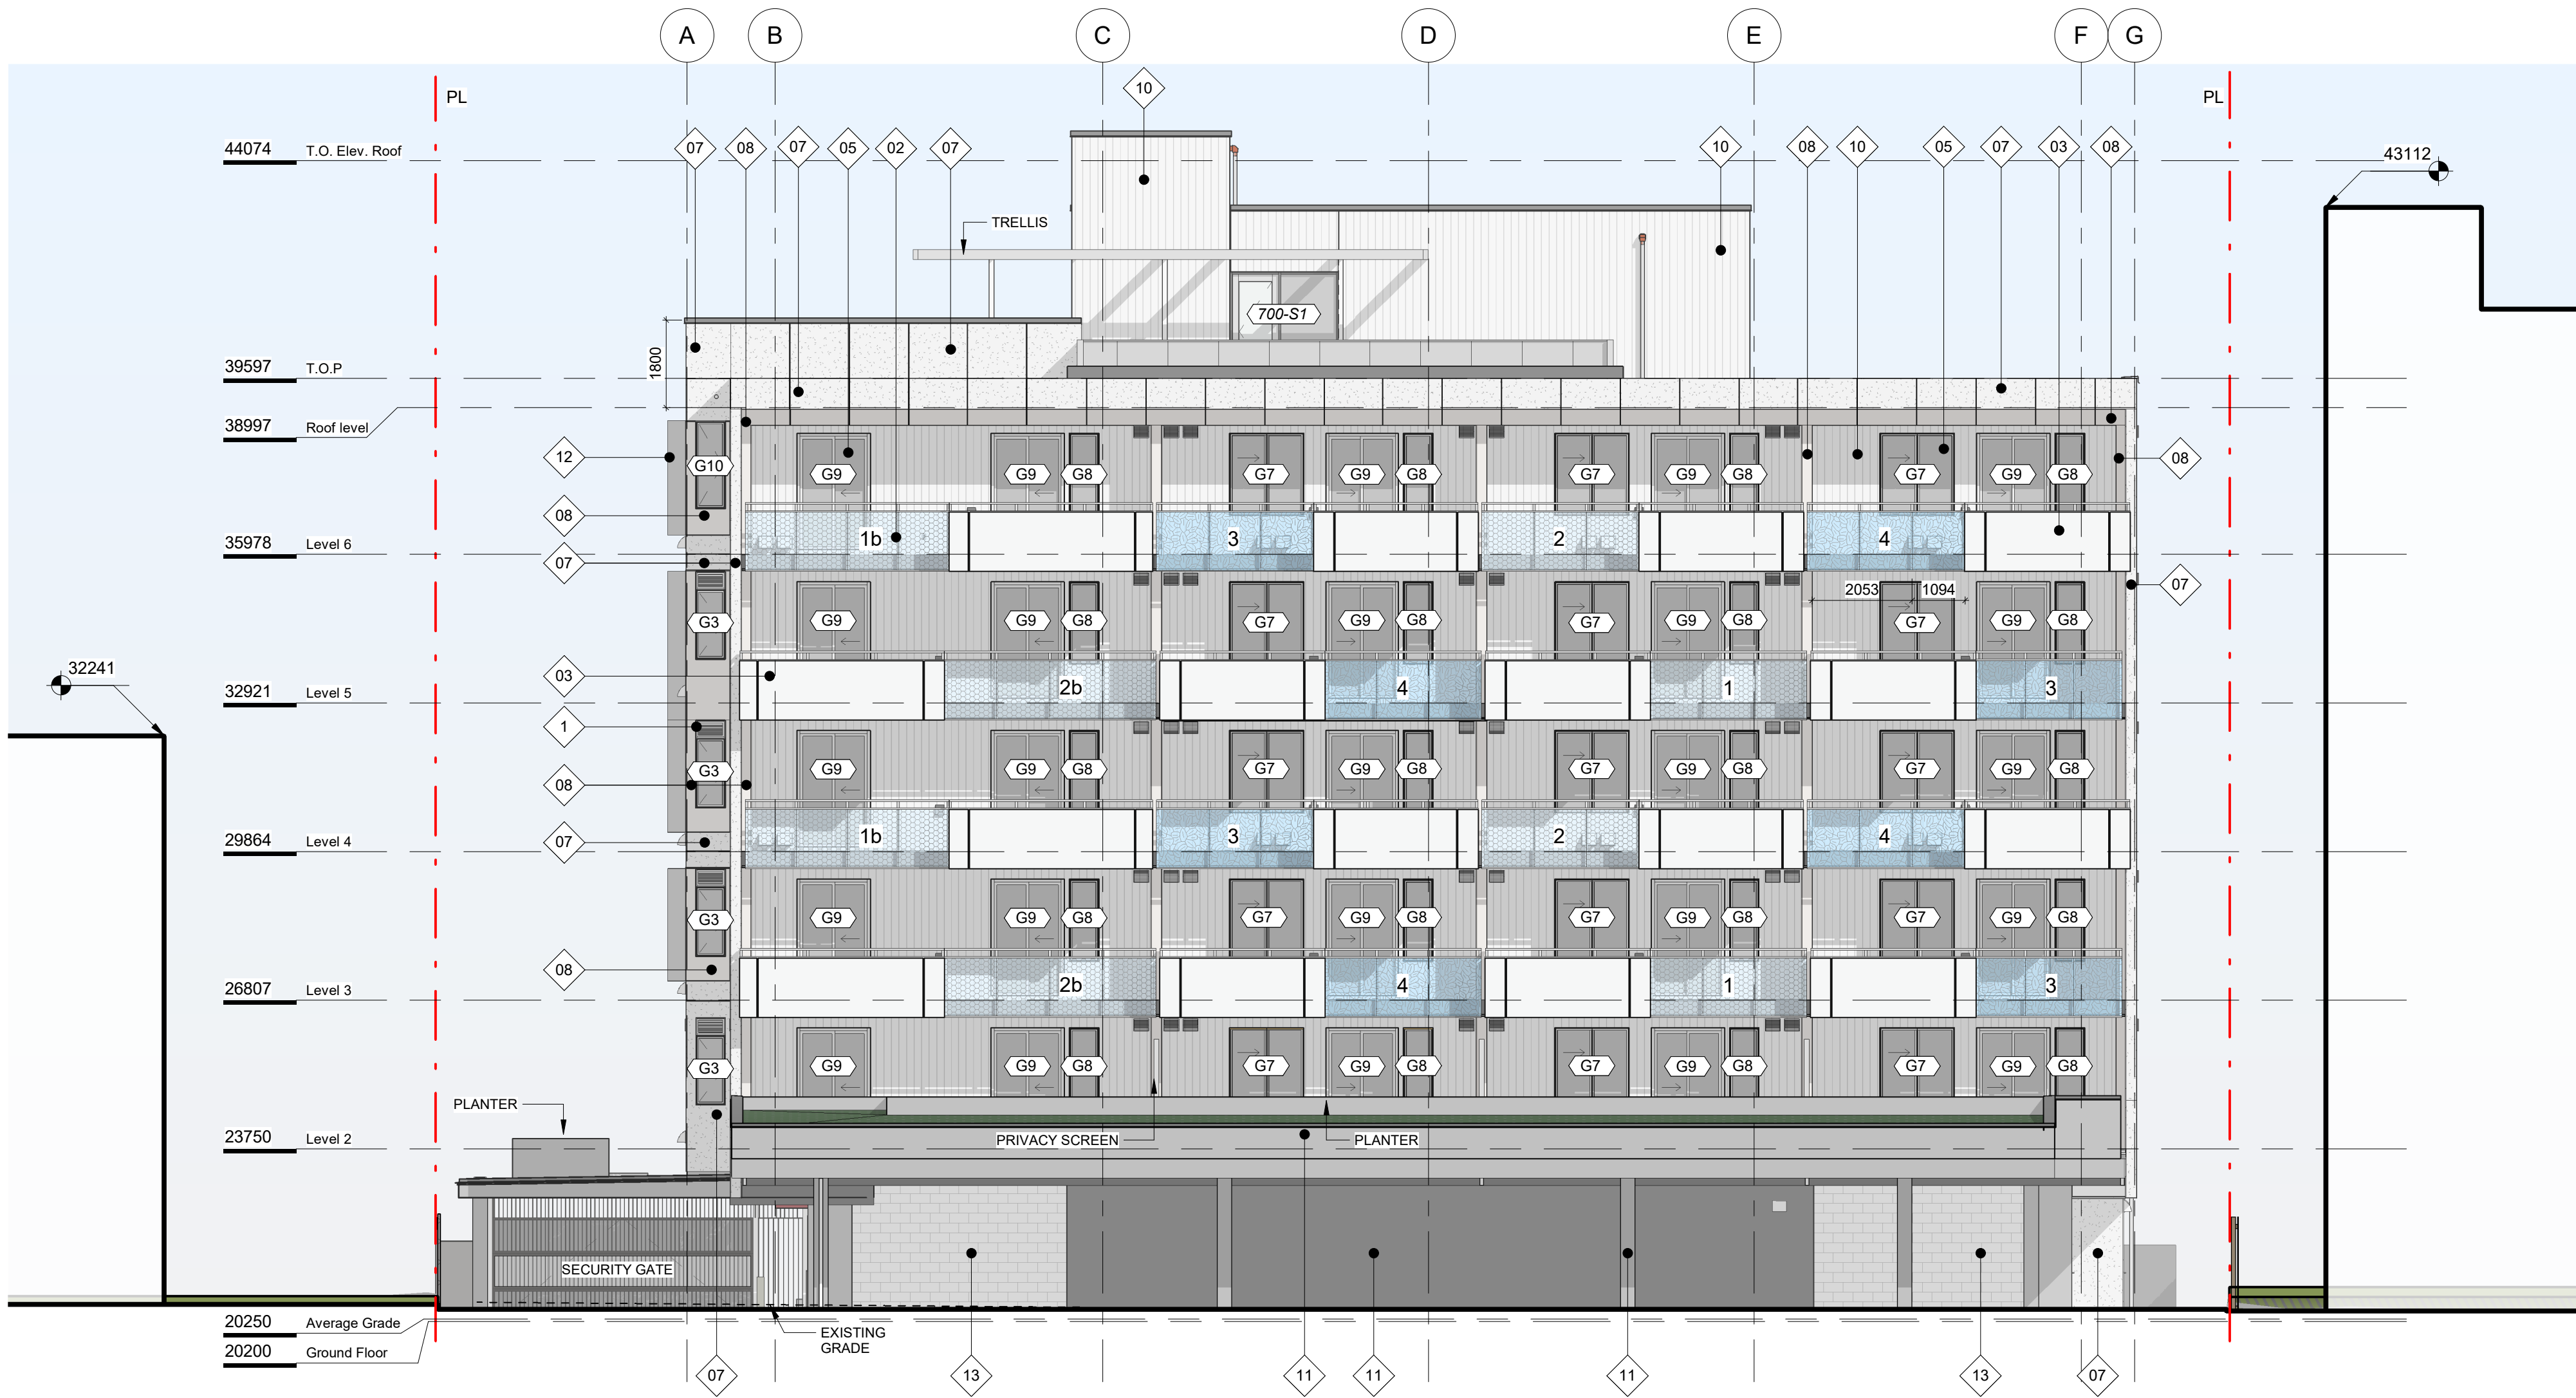 A B C D E F G
PL PL
10
44074 T.O. Elev. Roof
07 08 07 05 02 07 10 08 10 05 07 03 08
43112
TRELLIS
700-S1
1800
39597 T.O.P
38997 Roof level
12 G10 G9 G9 G8 G7 G9 G8 G7 G9 G8 G7 G9 G8 08
08
35978 Level 6
1b 3 2 4
07
07
2053 1094
G3 G9 G9 G8 G7 G9 G8 G7 G9 G8 G7 G9 G8
32241
03
32921 Level 5
2b 4 1 3
1
G3 G9 G9 G8 G7 G9 G8 G7 G9 G8 G7 G9 G8
08
29864 Level 4
1b 3 2 4
07
G3 G9 G9 G8 G7 G9 G8 G7 G9 G8 G7 G9 G8
08
26807 Level 3
2b 4 1 3
G3 G9 G9 G8 G7 G9 G8 G7 G9 G8 G7 G9 G8
PLANTER
23750 Level 2
PRIVACY SCREEN PLANTER
SECURITY GATE
20250 Average Grade
EXISTING
GRADE
20200 Ground Floor
07 13 11 11 11 13 07